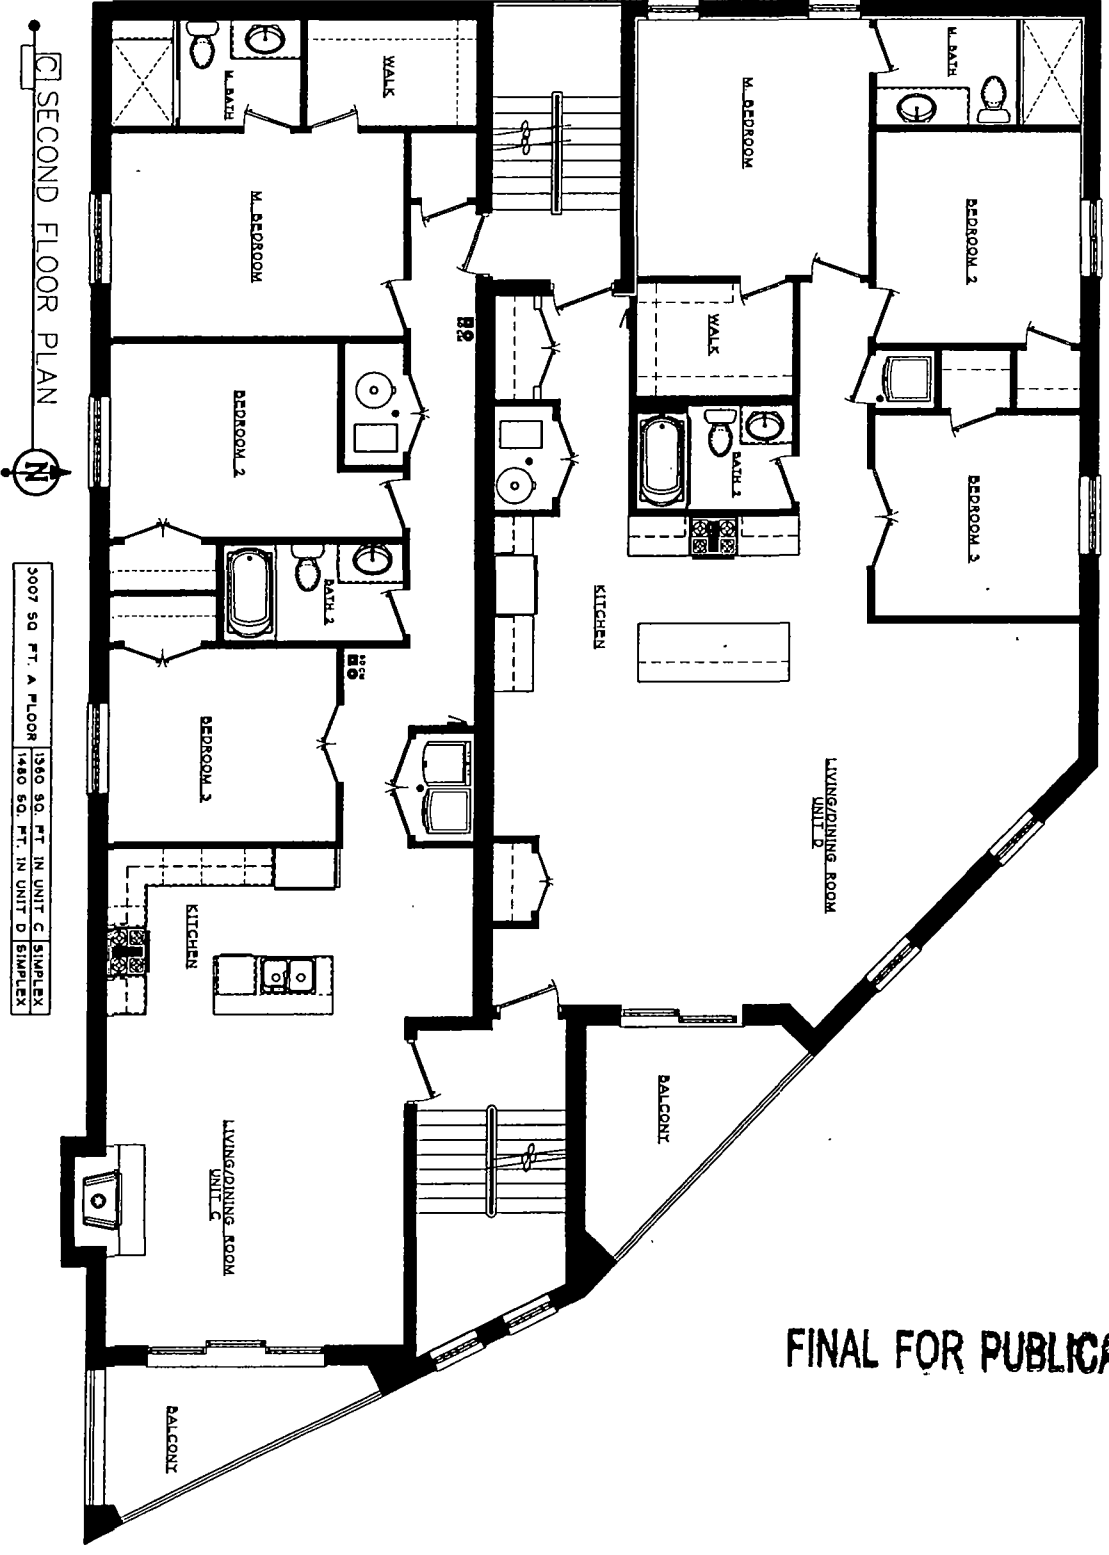 C SECOND FLOOR PLAN
N
3007 SQ FT. A FLOOR
1360 SQ. FT. IN UNIT C SIMPLEX
1480 SQ. FT. IN UNIT D SIMPLEX
M. BATH
BEDROOM 2
BEDROOM 3
M. BEDROOM
WALK
BATH 2
KITCHEN
LIVING/DINING ROOM
UNIT D
BALCONY
WALK
M. BATH
M. BEDROOM
BEDROOM 2
BATH 2
BEDROOM 3
KITCHEN
LIVING/DINING ROOM
UNIT C
BALCONY
FINAL FOR PUBLICA